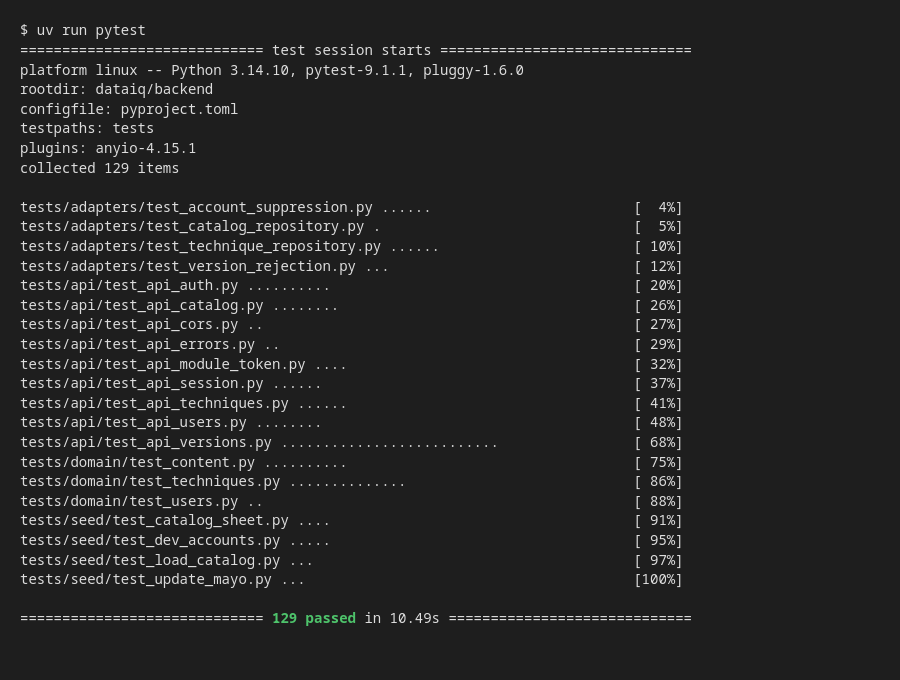 $ uv run pytest
============================= test session starts ==============================
platform linux -- Python 3.14.10, pytest-9.1.1, pluggy-1.6.0
rootdir: dataiq/backend
configfile: pyproject.toml
testpaths: tests
plugins: anyio-4.15.1
collected 129 items

tests/adapters/test_account_suppression.py ......                        [  4%]
tests/adapters/test_catalog_repository.py .                              [  5%]
tests/adapters/test_technique_repository.py ......                       [ 10%]
tests/adapters/test_version_rejection.py ...                             [ 12%]
tests/api/test_api_auth.py ..........                                    [ 20%]
tests/api/test_api_catalog.py ........                                   [ 26%]
tests/api/test_api_cors.py ..                                            [ 27%]
tests/api/test_api_errors.py ..                                          [ 29%]
tests/api/test_api_module_token.py ....                                  [ 32%]
tests/api/test_api_session.py ......                                     [ 37%]
tests/api/test_api_techniques.py ......                                  [ 41%]
tests/api/test_api_users.py ........                                     [ 48%]
tests/api/test_api_versions.py ..........................                [ 68%]
tests/domain/test_content.py ..........                                  [ 75%]
tests/domain/test_techniques.py ..............                           [ 86%]
tests/domain/test_users.py ..                                            [ 88%]
tests/seed/test_catalog_sheet.py ....                                    [ 91%]
tests/seed/test_dev_accounts.py .....                                    [ 95%]
tests/seed/test_load_catalog.py ...                                      [ 97%]
tests/seed/test_update_mayo.py ...                                       [100%]

============================= 129 passed in 10.49s =============================